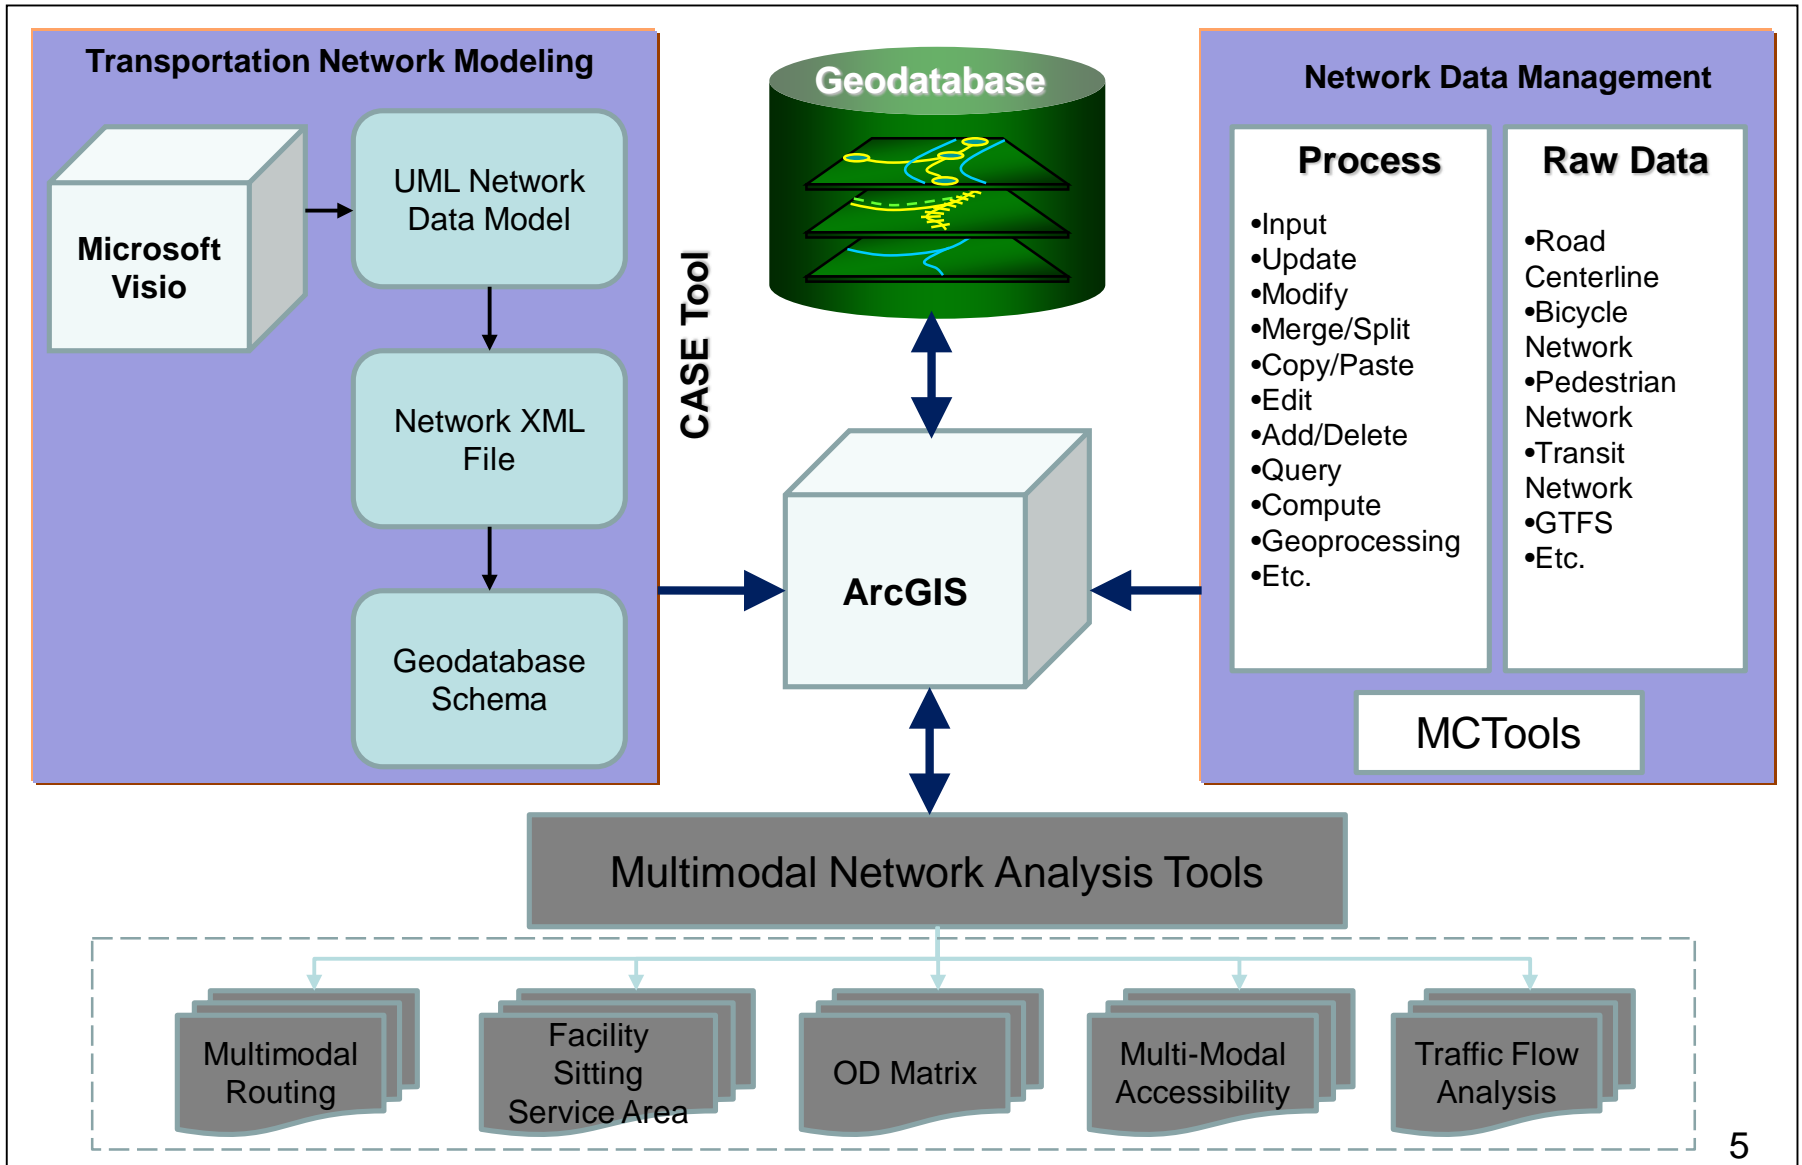 Transportation Network Modeling
Microsoft
Visio
UML Network
Data Model
Network XML
File
Geodatabase
Schema
CASE Tool
Geodatabase
ArcGIS
Network Data Management
Process
•Input
•Update
•Modify
•Merge/Split
•Copy/Paste
•Edit
•Add/Delete
•Query
•Compute
•Geoprocessing
•Etc.
Raw Data
•Road
Centerline
•Bicycle
Network
•Pedestrian
Network
•Transit
Network
•GTFS
•Etc.
MCTools
Multimodal Network Analysis Tools
Multimodal
Routing
Facility
Sitting
Service Area
OD Matrix
Multi-Modal
Accessibility
Traffic Flow
Analysis
5